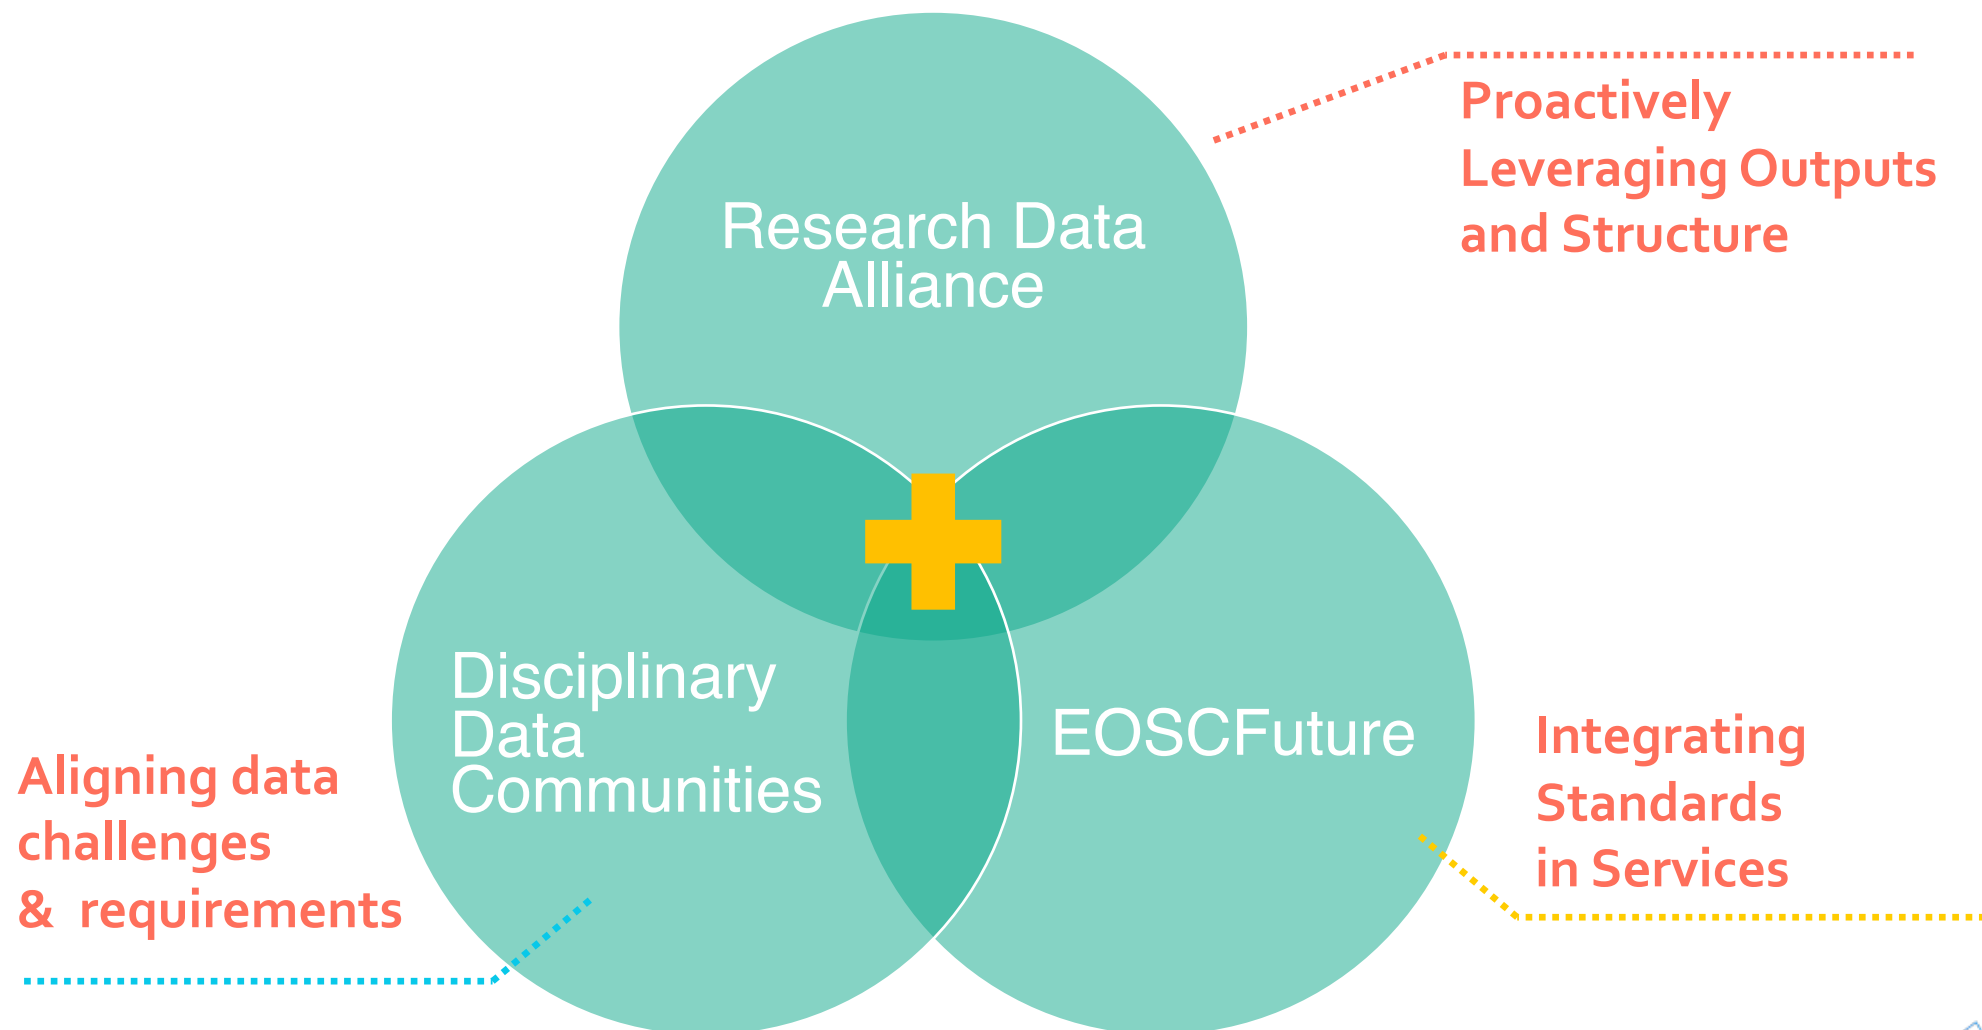 Proactively
Leveraging Outputs
and Structure
Research Data
Alliance
Disciplinary
Data
Communities
EOSCFuture
Integrating
Standards
in Services
Aligning data
challenges
& requirements